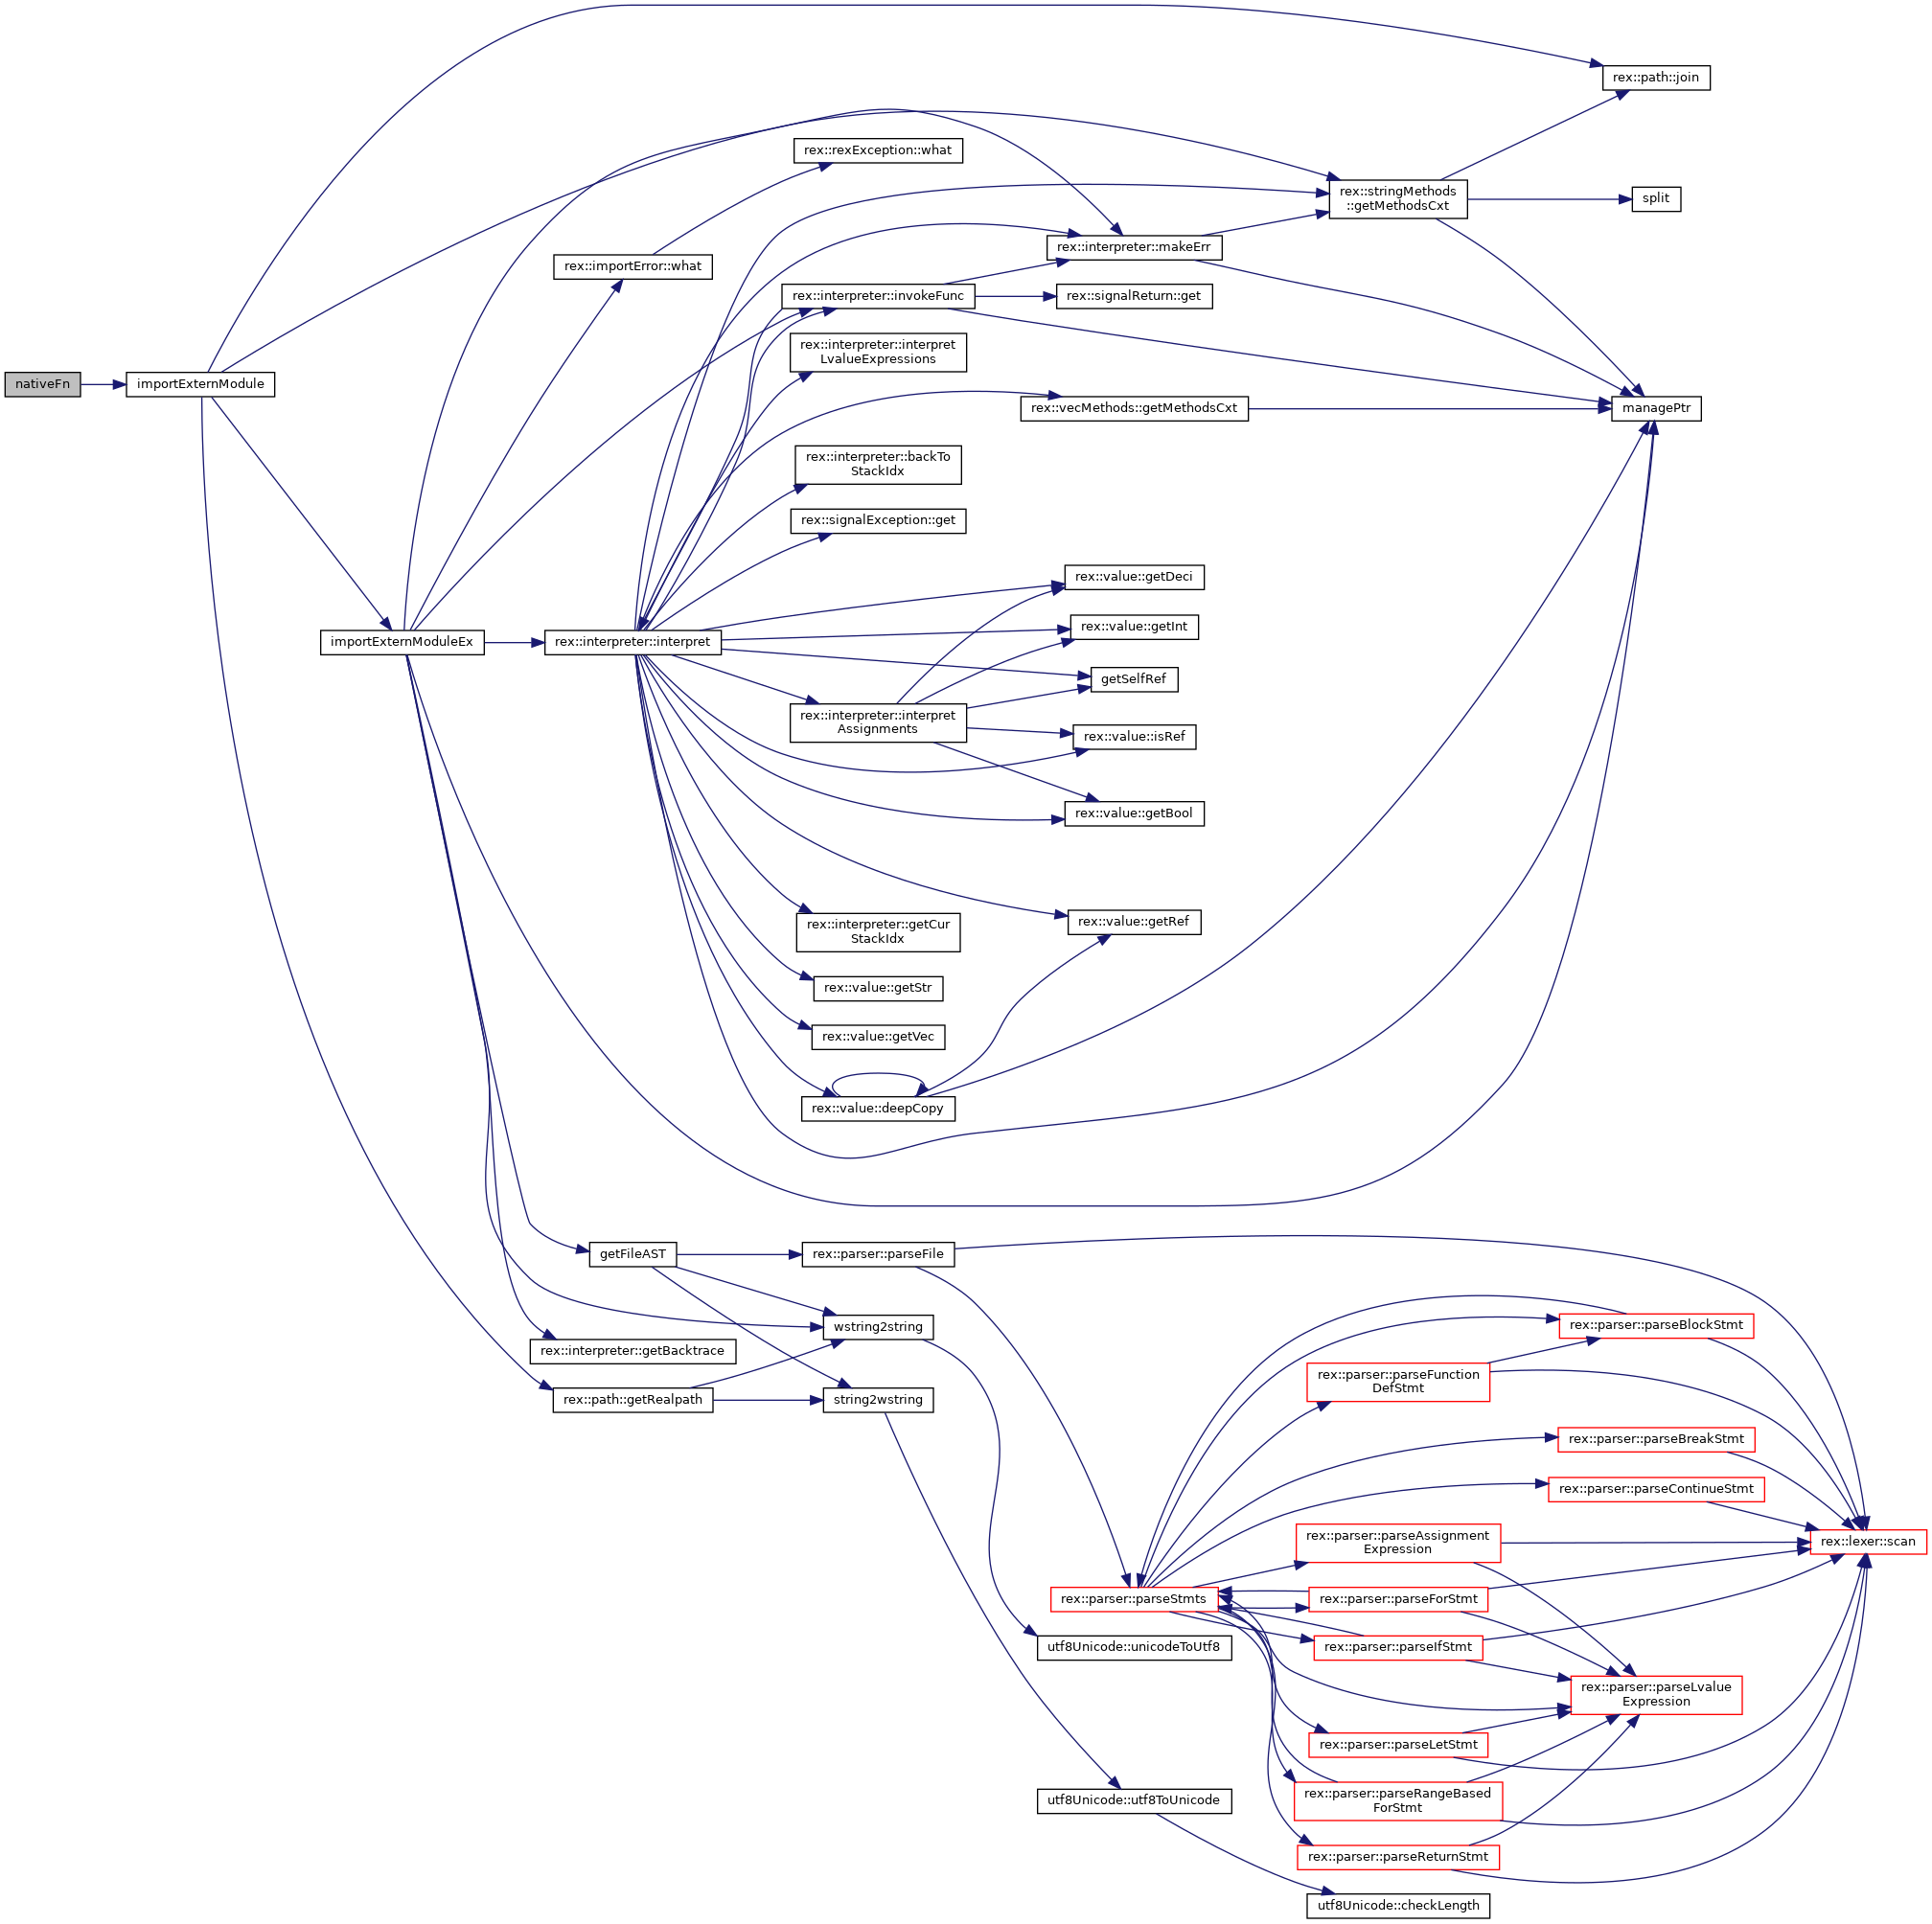 rex::path::join
rex::rexException::what
rex::stringMethods
::getMethodsCxt
split
rex::interpreter::makeErr
rex::importError::what
rex::interpreter::invokeFunc
rex::signalReturn::get
rex::interpreter::interpret
LvalueExpressions
nativeFn
importExternModule
rex::vecMethods::getMethodsCxt
managePtr
rex::interpreter::backTo
StackIdx
rex::signalException::get
rex::value::getDeci
rex::value::getInt
importExternModuleEx
rex::interpreter::interpret
getSelfRef
rex::interpreter::interpret
Assignments
rex::value::isRef
rex::value::getBool
rex::interpreter::getCur
StackIdx
rex::value::getRef
rex::value::getStr
rex::value::getVec
rex::value::deepCopy
getFileAST
rex::parser::parseFile
wstring2string
rex::parser::parseBlockStmt
rex::interpreter::getBacktrace
rex::parser::parseFunction
DefStmt
rex::path::getRealpath
string2wstring
rex::parser::parseBreakStmt
rex::parser::parseContinueStmt
rex::parser::parseAssignment
Expression
rex::lexer::scan
rex::parser::parseStmts
rex::parser::parseForStmt
utf8Unicode::unicodeToUtf8
rex::parser::parseIfStmt
rex::parser::parseLvalue
Expression
rex::parser::parseLetStmt
utf8Unicode::utf8ToUnicode
rex::parser::parseRangeBased
ForStmt
rex::parser::parseReturnStmt
utf8Unicode::checkLength